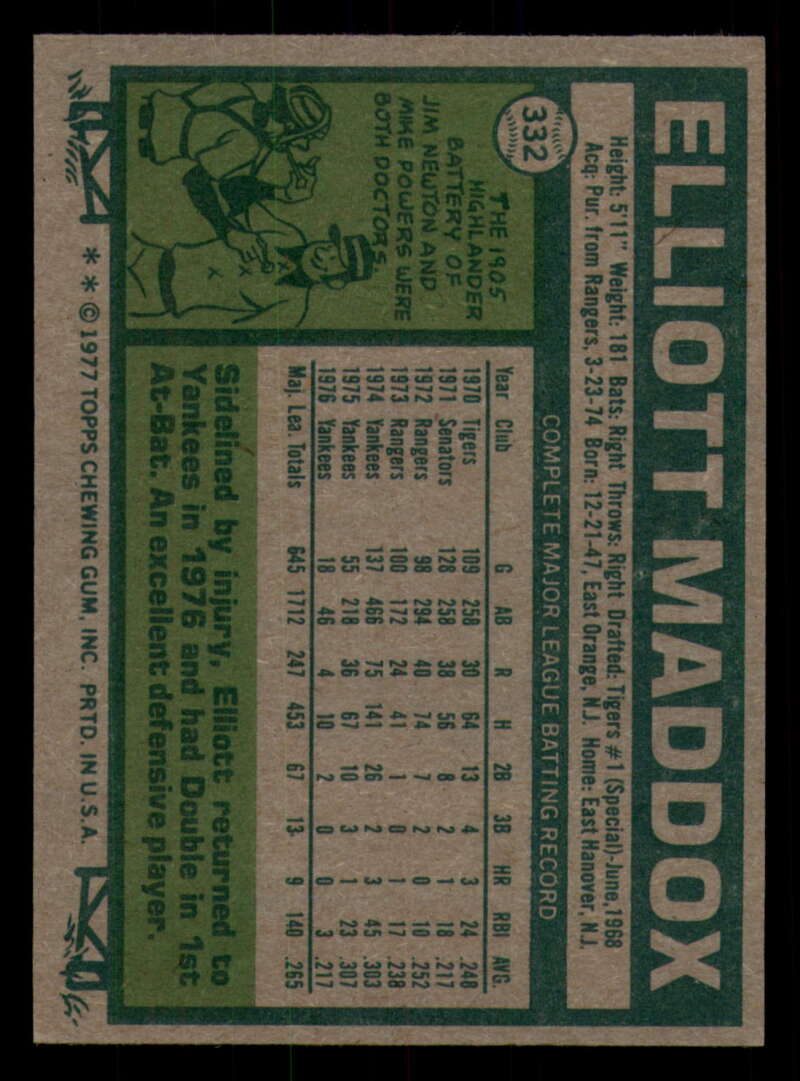 ELLIOTT MADDOX
332
Height: 5'11" Weight: 181 Bats: Right Throws: Right Drafted: Tigers #1 (Special)-June, 1968
Acq: Pur. from Rangers, 3-23-74 Born: 12-21-47, East Orange, N.J. Home: East Hanover, N.J.
THE 1905
HIGHLANDER
BATTERY OF
JIM NEWTON AND
MIKE POWERS WERE
BOTH DOCTORS.
COMPLETE MAJOR LEAGUE BATTING RECORD
Year Club G AB R H 2B 3B HR RBI AVG.
1970 Tigers 109 258 30 64 13 4 3 24 .248
1971 Senators 128 258 38 56 8 2 1 18 .217
1972 Rangers 98 294 40 74 7 2 0 10 .252
1973 Rangers 100 172 24 41 1 0 1 17 .238
1974 Yankees 137 466 75 141 26 2 3 45 .303
1975 Yankees 55 218 36 67 10 3 1 23 .307
1976 Yankees 18 46 4 10 2 0 0 3 .217
Maj. Lea. Totals 645 1712 247 453 67 13 9 140 .265
Sidelined by injury, Elliott returned to
Yankees in 1976 and had Double in 1st
At-Bat. An excellent defensive player.
* * © 1977 TOPPS CHEWING GUM, INC. PRTD. IN U.S.A.